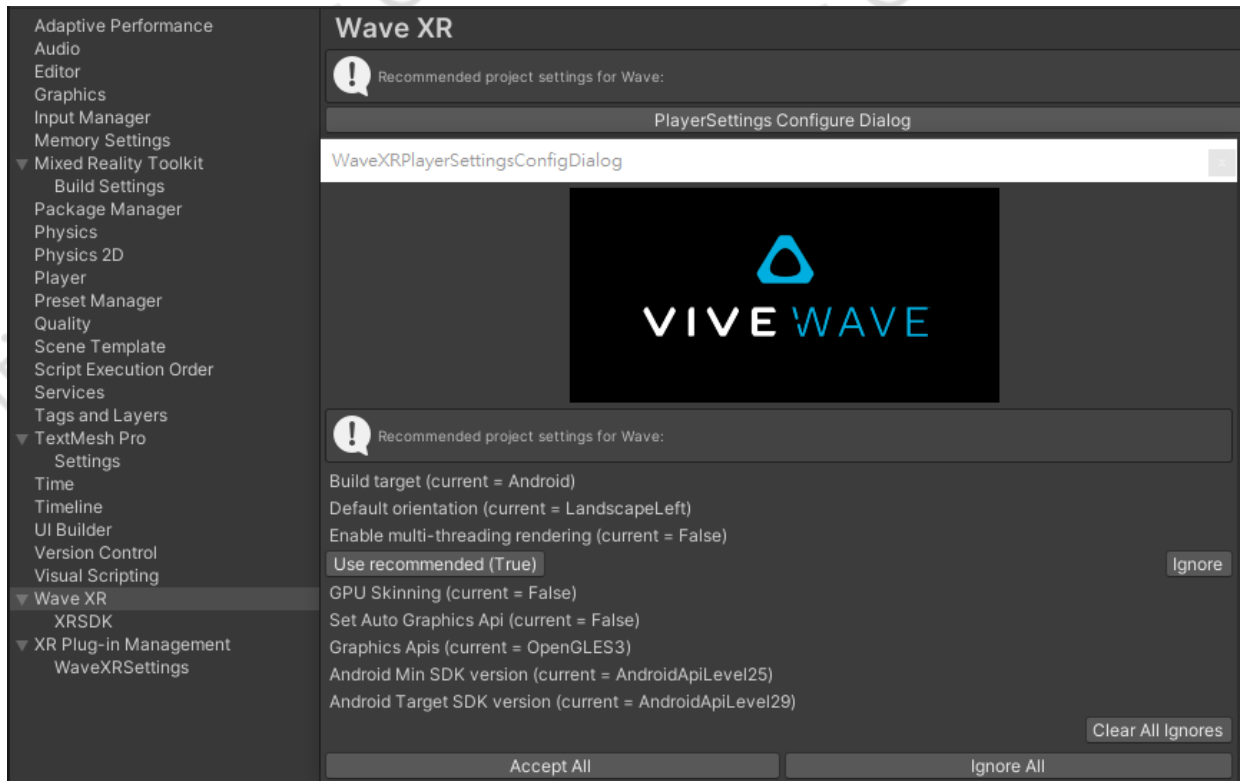 Adaptive Performance
Audio
Editor
Graphics
Input Manager
Memory Settings
Mixed Reality Toolkit
Build Settings
Package Manager
Physics
Physics 2D
Player
Preset Manager
Quality
Scene Template
Script Execution Order
Services
Tags and Layers
TextMesh Pro
Settings
Time
Timeline
UI Builder
Version Control
Visual Scripting
Wave XR
XRSDK
XR Plug-in Management
WaveXRSettings
Wave XR
Recommended project settings for Wave:
PlayerSettings Configure Dialog
WaveXRPlayerSettingsConfigDialog
VIVE WAVE
Recommended project settings for Wave:
Build target (current = Android)
Default orientation (current = LandscapeLeft)
Enable multi-threading rendering (current = False)
Use recommended (True) Ignore
GPU Skinning (current = False)
Set Auto Graphics Api (current = False)
Graphics Apis (current = OpenGLES3)
Android Min SDK version (current = AndroidApiLevel25)
Android Target SDK version (current = AndroidApiLevel29)
Clear All Ignores
Accept All Ignore All